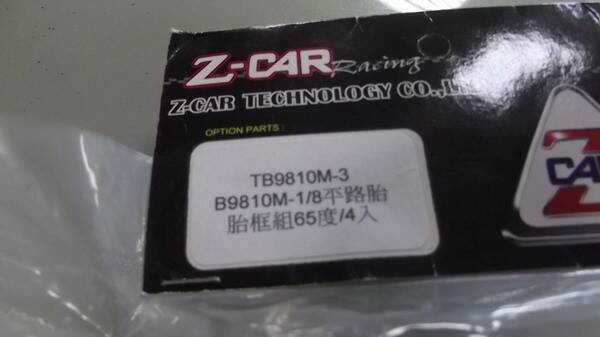 Z-CAR Racing
Z-CAR TECHNOLOGY CO.,L
OPTION PARTS:
TB9810M-3
B9810M-1/8平路胎
胎框組65度/4入
Z
CAR